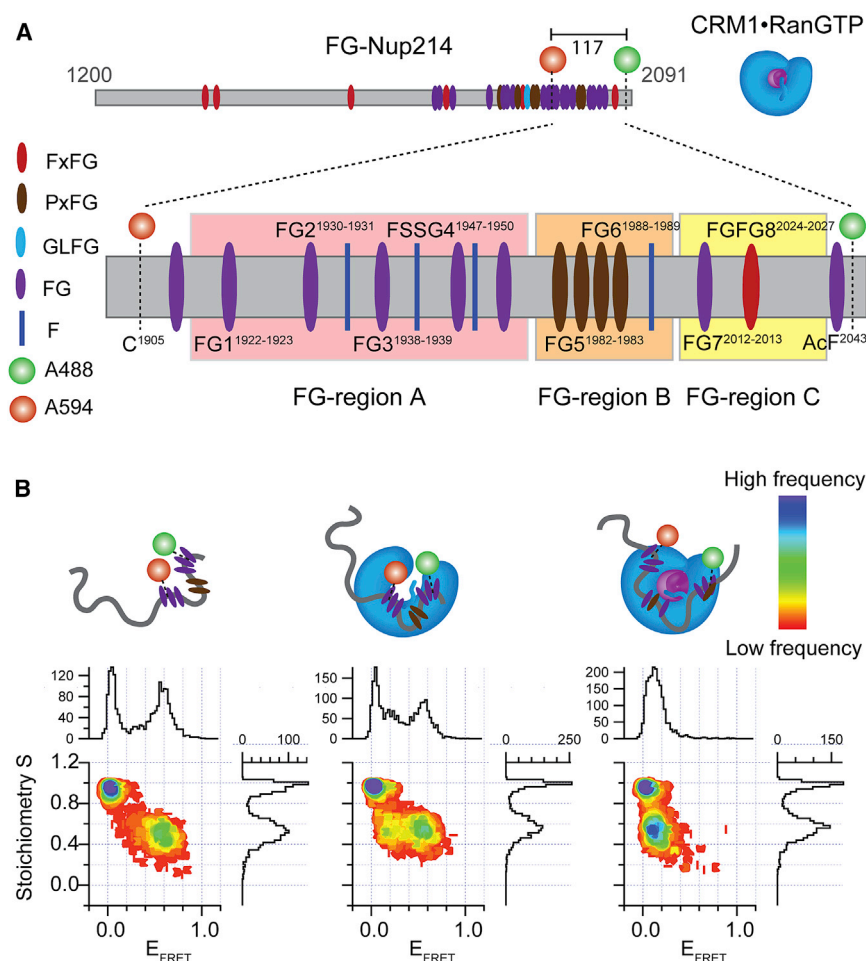 A
FG-Nup214
CRM1•RanGTP
117
1200
2091
FxFG
PxFG
GLFG
FG
F
A488
A594
FG21930-1931
FSSG41947-1950
FG61988-1989
FGFG82024-2027
C1905
FG11922-1923
FG31938-1939
FG51982-1983
FG72012-2013
AcF2043
FG-region A
FG-region B
FG-region C
B
High frequency
Low frequency
120
80
40
0
0
100
150
100
50
0
0
250
200
150
100
50
0
0
150
Stoichiometry S
1.2
0.8
0.4
0.0
0.0
1.0
EFRET
0.0
1.0
EFRET
0.0
1.0
EFRET